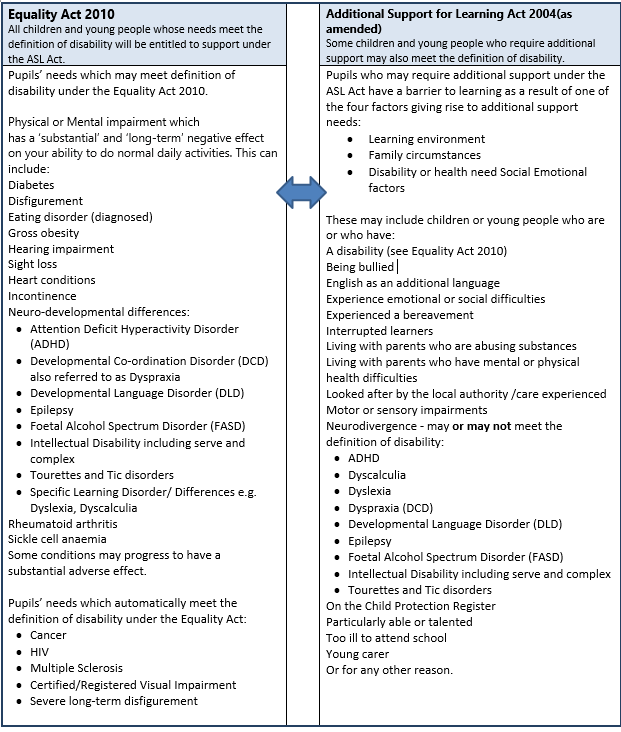 Equality Act 2010
All children and young people whose needs meet the
definition of disability will be entitled to support under
the ASL Act.
Pupils' needs which may meet definition of
disability under the Equality Act 2010.
Physical or Mental impairment which
has a 'substantial' and 'long-term' negative effect
on your ability to do normal daily activities. This can
include:
Diabetes
Disfigurement
Eating disorder (diagnosed)
Gross obesity
Hearing impairment
Sight loss
Heart conditions
Incontinence
Neuro-developmental differences:
• Attention Deficit Hyperactivity Disorder
(ADHD)
• Developmental Co-ordination Disorder (DCD)
also referred to as Dyspraxia
• Developmental Language Disorder (DLD)
• Epilepsy
• Foetal Alcohol Spectrum Disorder (FASD)
• Intellectual Disability including serve and
complex
• Tourettes and Tic disorders
• Specific Learning Disorder/ Differences e.g.
Dyslexia, Dyscalculia
Rheumatoid arthritis
Sickle cell anaemia
Some conditions may progress to have a
substantial adverse effect.
Pupils' needs which automatically meet the
definition of disability under the Equality Act:
• Cancer
• HIV
• Multiple Sclerosis
• Certified/Registered Visual Impairment
• Severe long-term disfigurement
Additional Support for Learning Act 2004(as
amended)
Some children and young people who require additional
support may also meet the definition of disability.
Pupils who may require additional support under the
ASL Act have a barrier to learning as a result of one of
the four factors giving rise to additional support
needs:
• Learning environment
• Family circumstances
• Disability or health need Social Emotional
factors
These may include children or young people who are
or who have:
A disability (see Equality Act 2010)
Being bullied
English as an additional language
Experience emotional or social difficulties
Experienced a bereavement
Interrupted learners
Living with parents who are abusing substances
Living with parents who have mental or physical
health difficulties
Looked after by the local authority /care experienced
Motor or sensory impairments
Neurodivergence - may or may not meet the
definition of disability:
• ADHD
• Dyscalculia
• Dyslexia
• Dyspraxia (DCD)
• Developmental Language Disorder (DLD)
• Epilepsy
• Foetal Alcohol Spectrum Disorder (FASD)
• Intellectual Disability including serve and complex
• Tourettes and Tic disorders
On the Child Protection Register
Particularly able or talented
Too ill to attend school
Young carer
Or for any other reason.